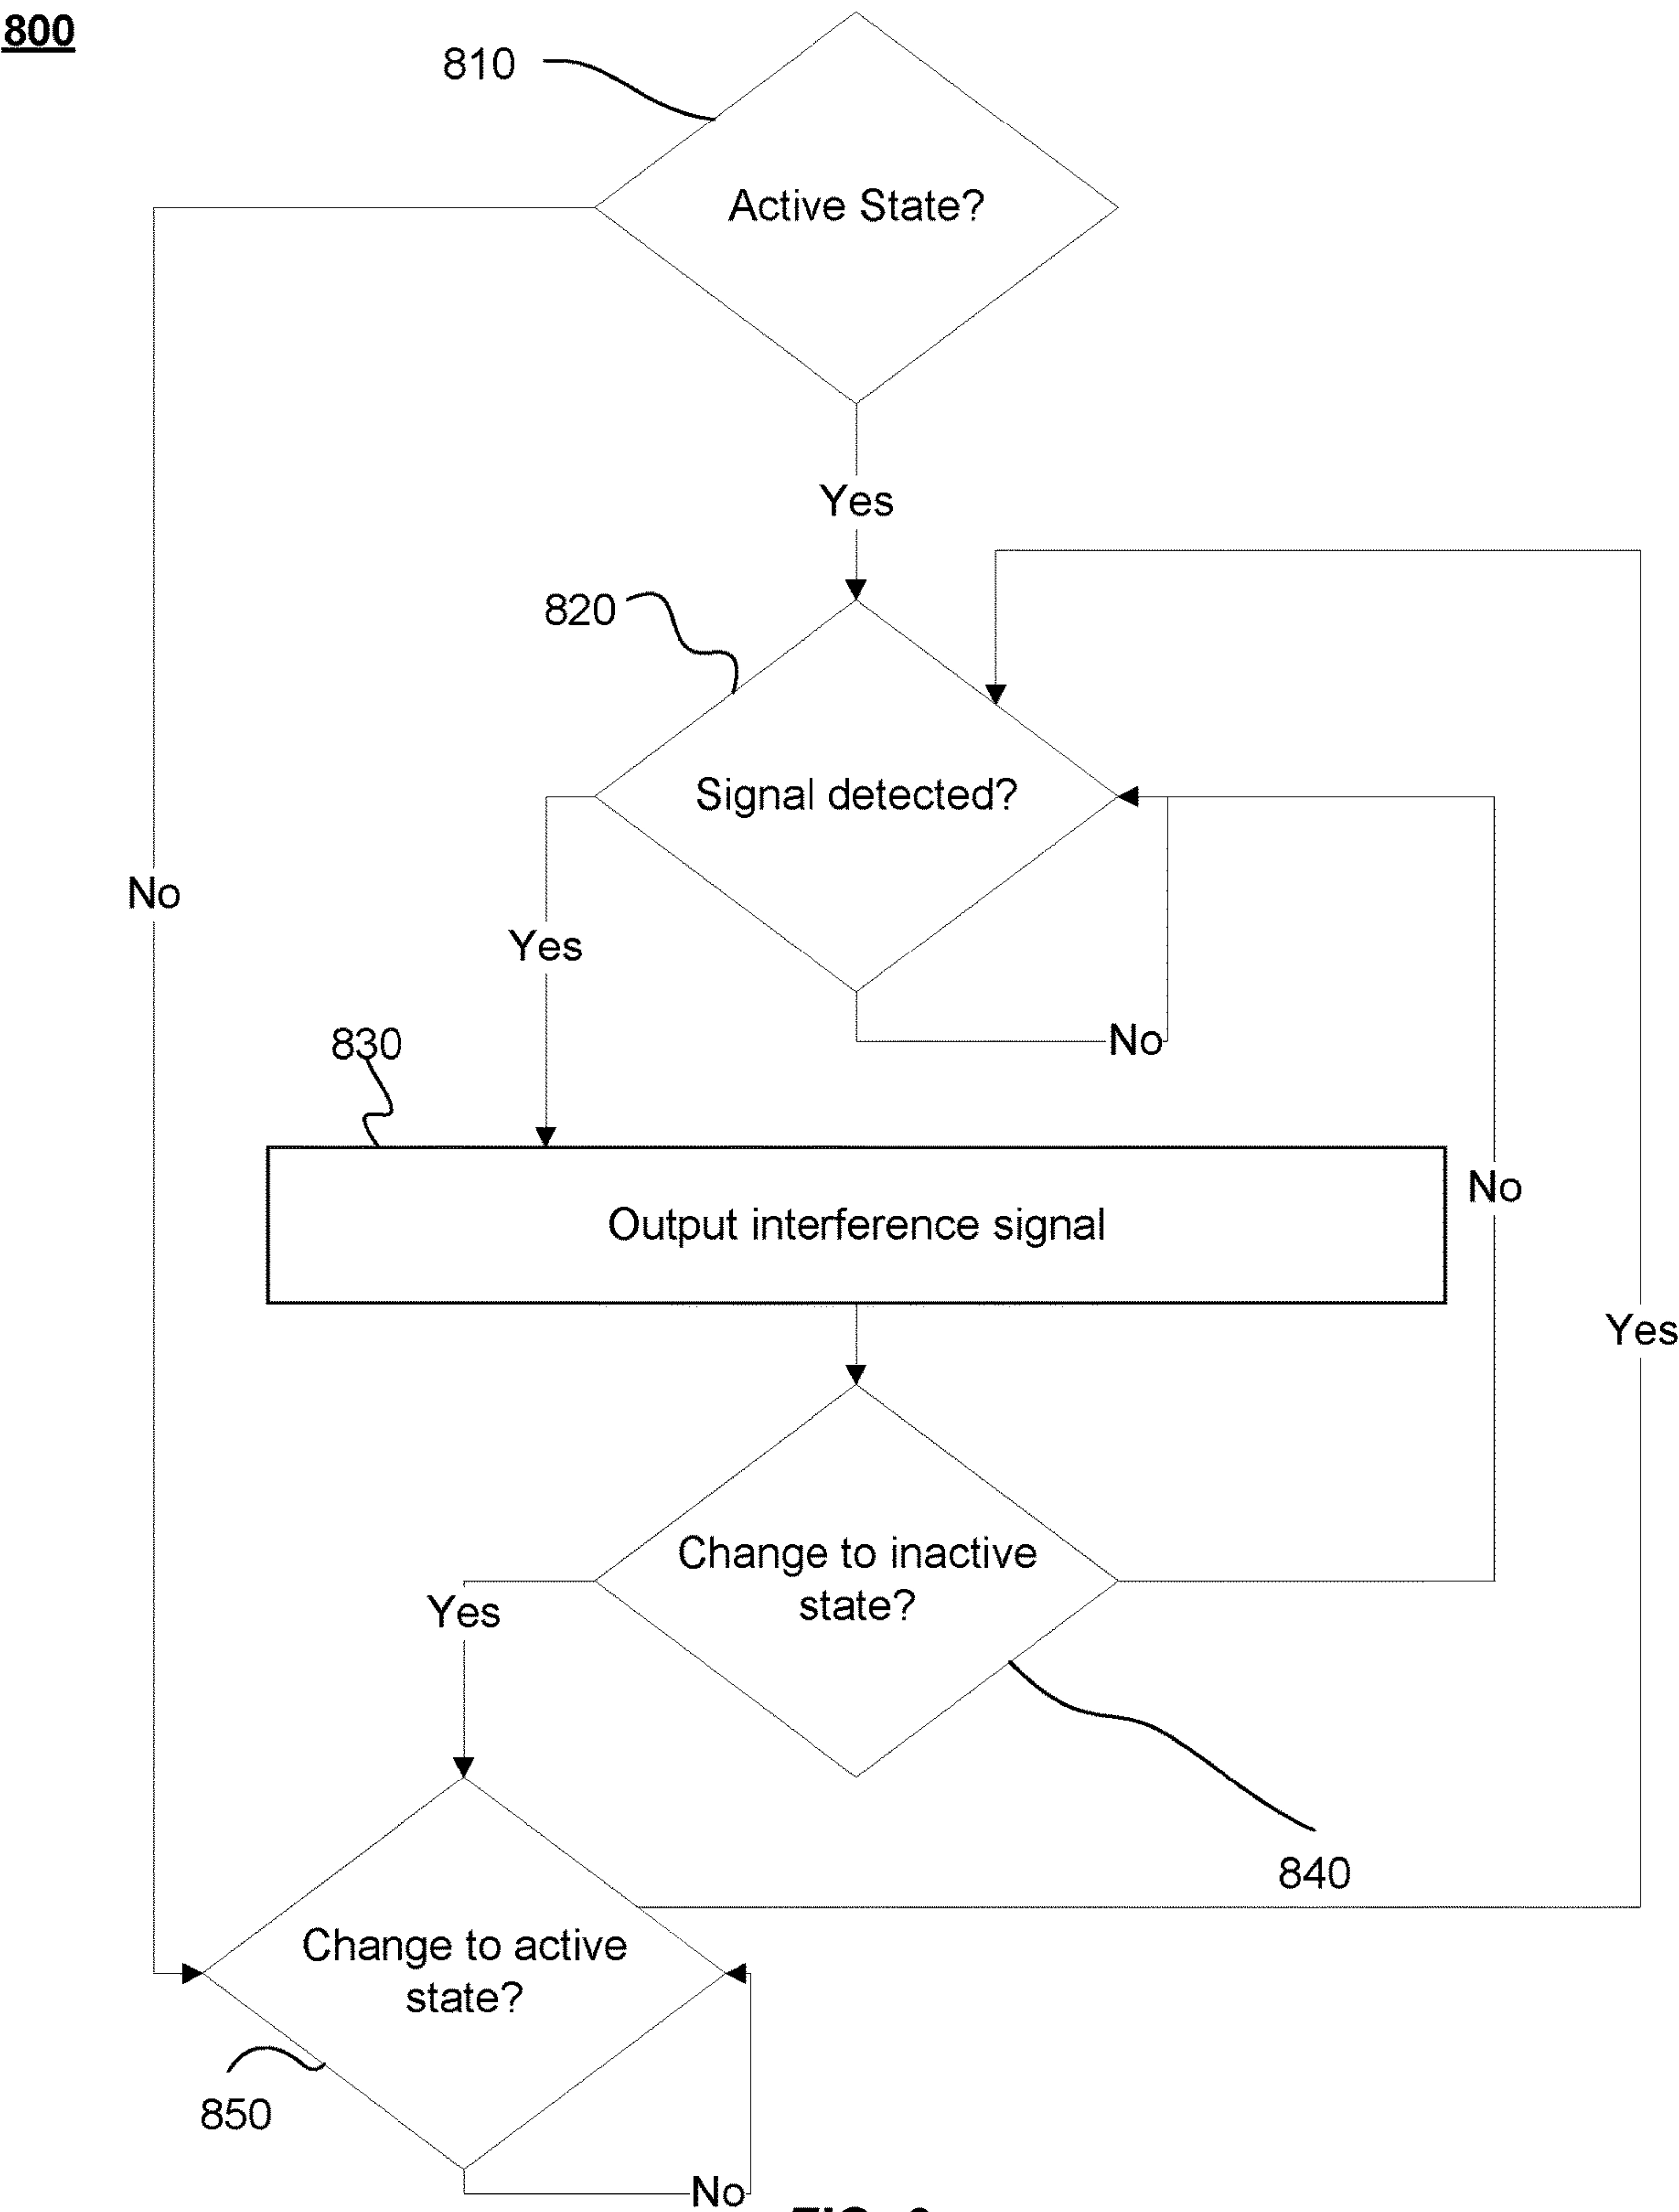 800
810
Active State?
Yes
820
Signal detected?
No
Yes
No
830
No
Output interference signal
Yes
Change to inactive
state?
Yes
840
Change to active
state?
850
No